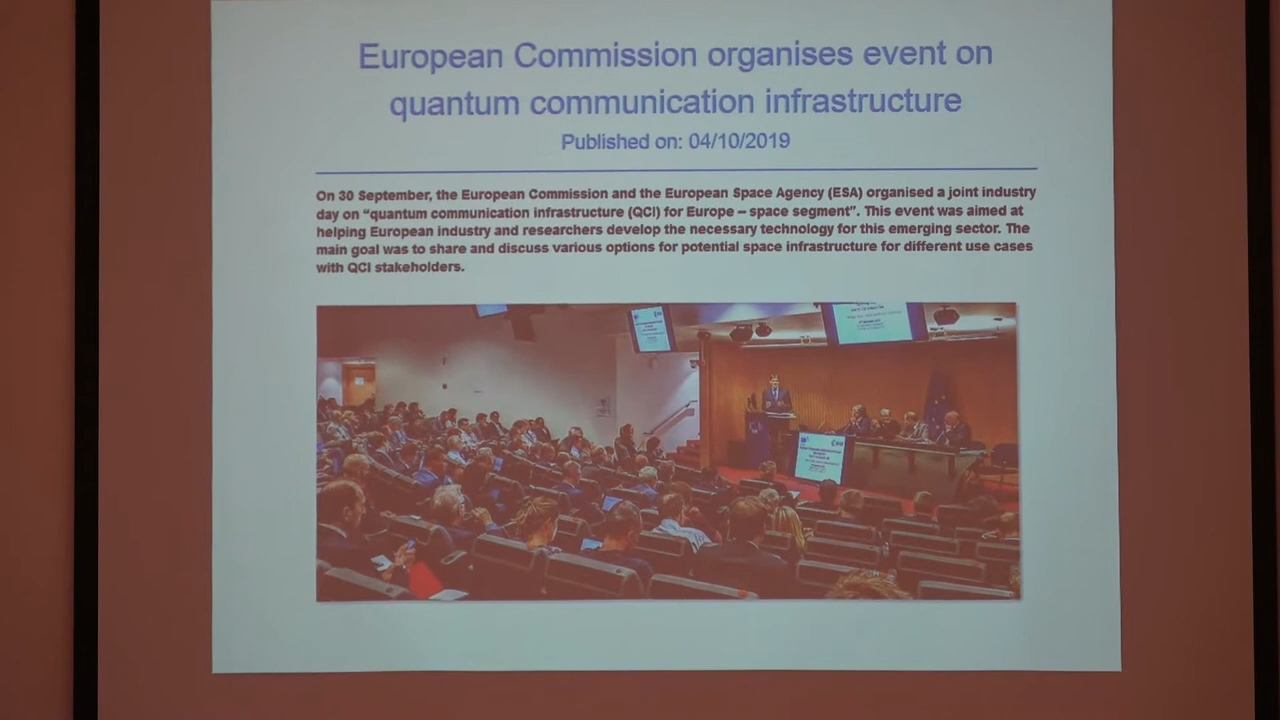 European Commission organises event on
quantum communication infrastructure
Published on: 04/10/2019
On 30 September, the European Commission and the European Space Agency (ESA) organised a joint industry
day on “quantum communication infrastructure (QCI) for Europe – space segment”. This event was aimed at
helping European industry and researchers develop the necessary technology for this emerging sector. The
main goal was to share and discuss various options for potential space infrastructure for different use cases
with QCI stakeholders.